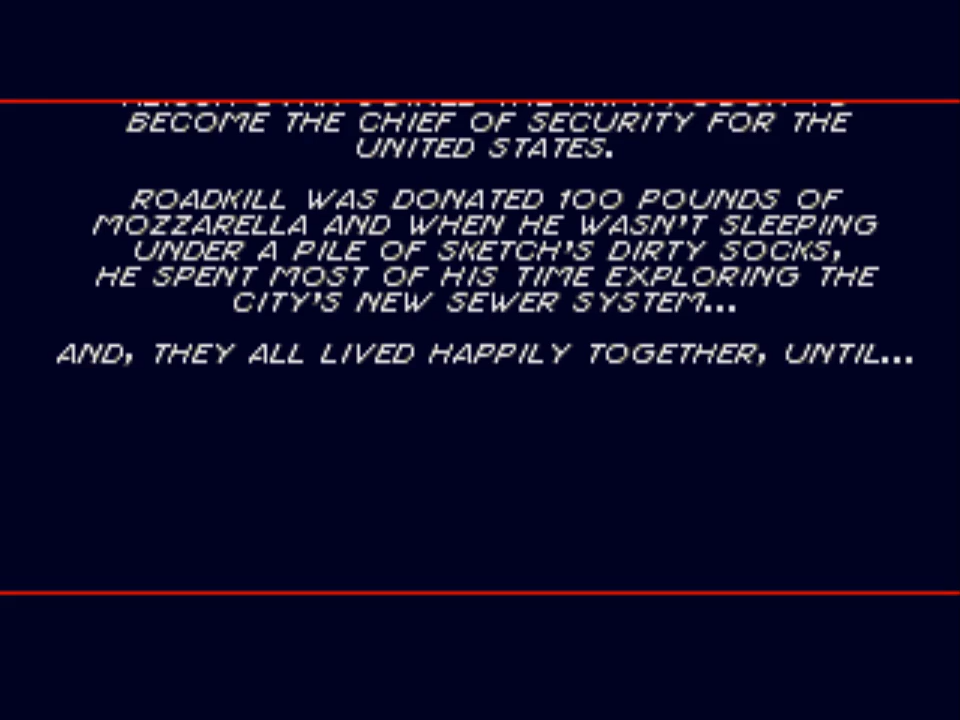 BECOME THE CHIEF OF SECURITY FOR THE
UNITED STATES.
ROADKILL WAS DONATED 100 POUNDS OF
MOZZARELLA AND WHEN HE WASN'T SLEEPING
UNDER A PILE OF SKETCH'S DIRTY SOCKS,
HE SPENT MOST OF HIS TIME EXPLORING THE
CITY'S NEW SEWER SYSTEM...
AND, THEY ALL LIVED HAPPILY TOGETHER, UNTIL...